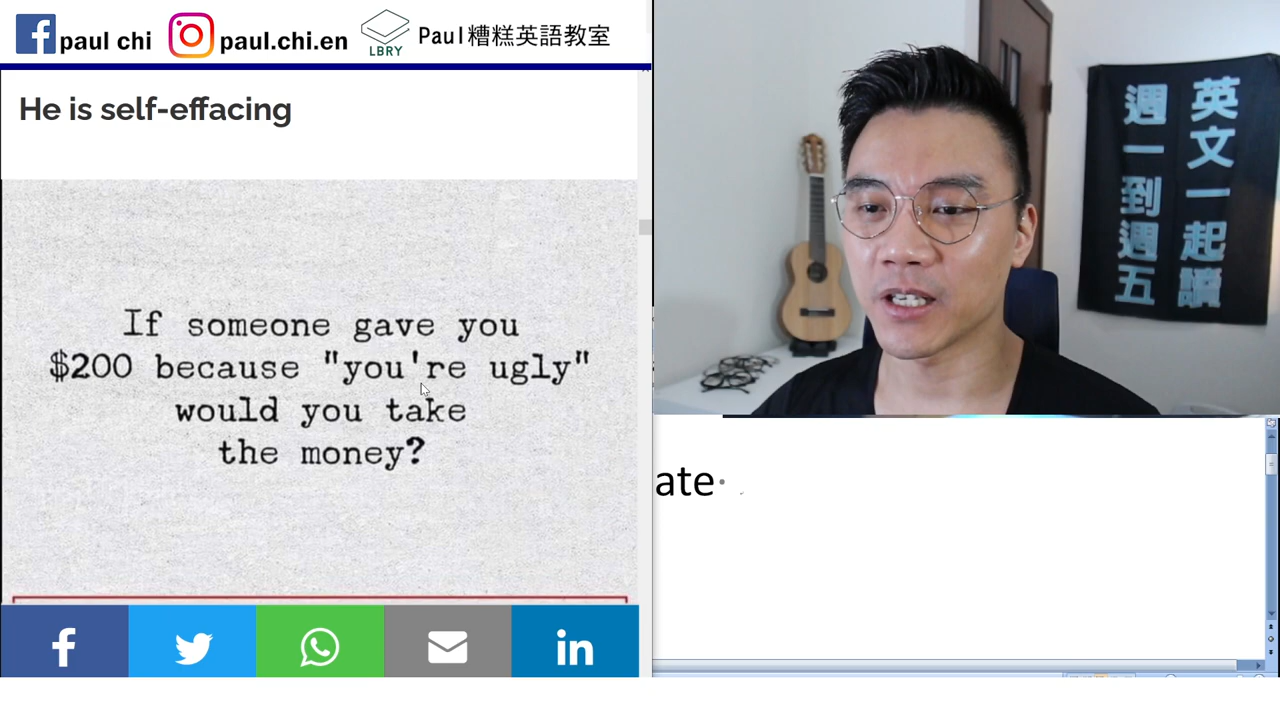 paul chi
paul.chi.en
LBRY
Paul糟糕英語教室
He is self-effacing
If someone gave you
$200 because "you're ugly"
would you take
the money?
f
in
ate
英文一起讀
週一到週五